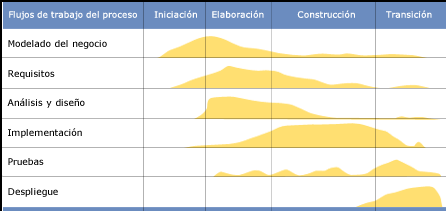 Flujos de trabajo del proceso Iniciación Elaboración Construcción Transición
Modelado del negocio
Requisitos
Análisis y diseño
Implementación
Pruebas
Despliegue